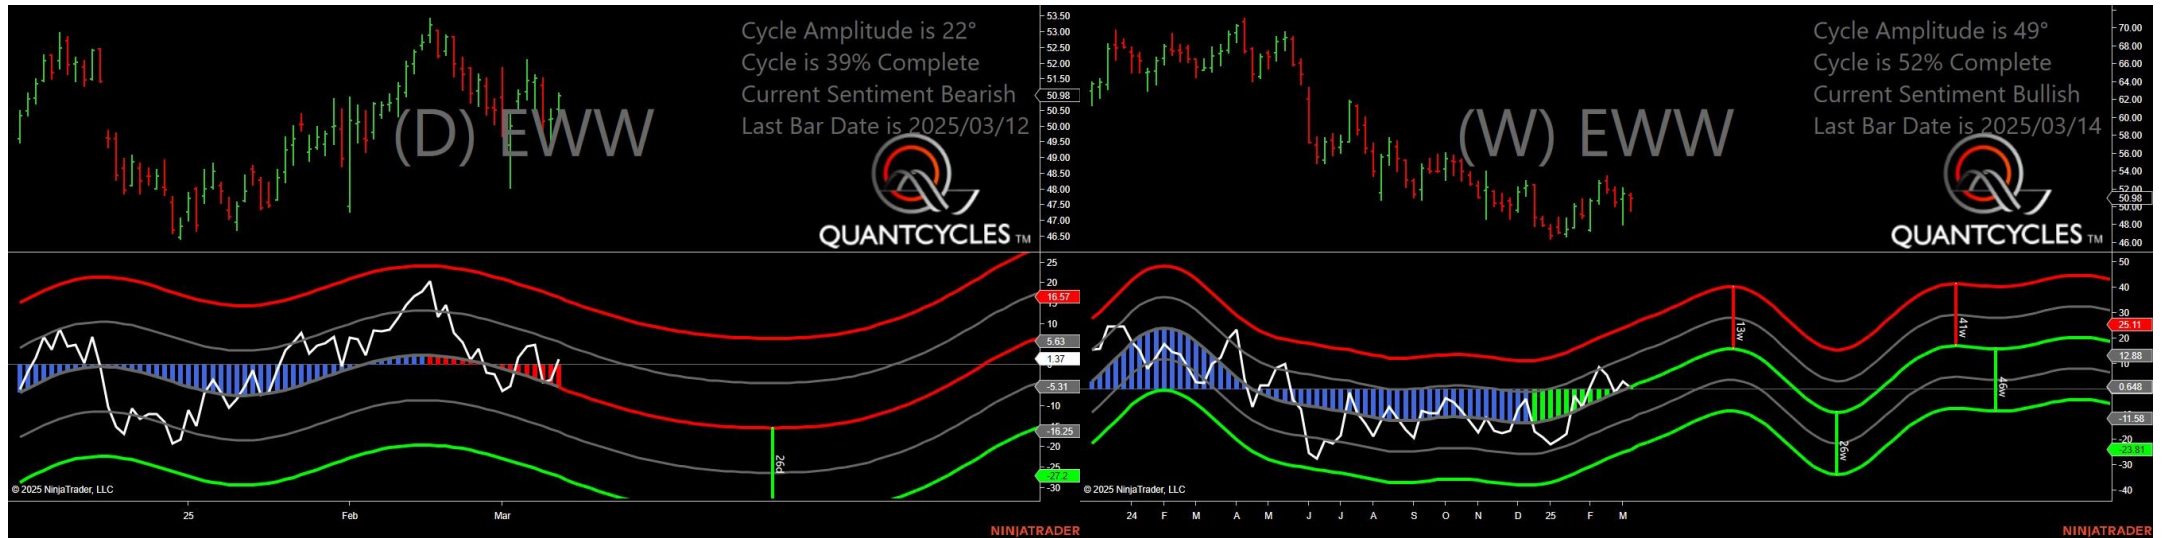 Cycle Amplitude is 22°
Cycle is 39% Complete
Current Sentiment Bearish
Last Bar Date is 2025/03/12
(D) EWW
QUANTCYCLES TM
53.50
53.00
52.50
52.00
51.50
50.98
50.50
50.00
49.50
49.00
48.50
48.00
47.50
47.00
46.50
25
20
16.57
10
5.63
1.37
-5.31
-10
-16.25
-20
-25
-27.2
-30
26d
© 2025 NinjaTrader, LLC
25 Feb Mar
NINJATRADER
Cycle Amplitude is 49°
Cycle is 52% Complete
Current Sentiment Bullish
Last Bar Date is 2025/03/14
(W) EWW
QUANTCYCLES TM
70.00
68.00
66.00
64.00
62.00
60.00
58.00
56.00
54.00
52.00
50.98
50.00
48.00
46.00
50
40
30
25.11
20
12.88
10
0.648
-11.58
-20
-23.81
-30
-40
13w
26w
41w
46w
© 2025 NinjaTrader, LLC
24 F M A M J J A S O N D 25 F M
NINJATRADER